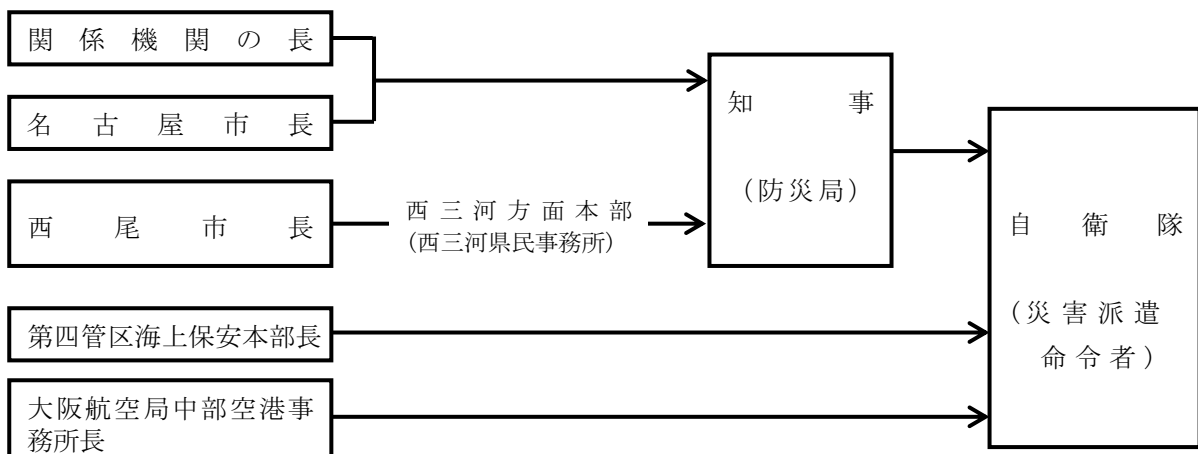 関係機関の長
名古屋市長
西尾市長
西三河方面本部
(西三河県民事務所)
知事
(防災局)
自衛隊
(災害派遣
命令者)
第四管区海上保安本部長
大阪航空局中部空港事
務所長